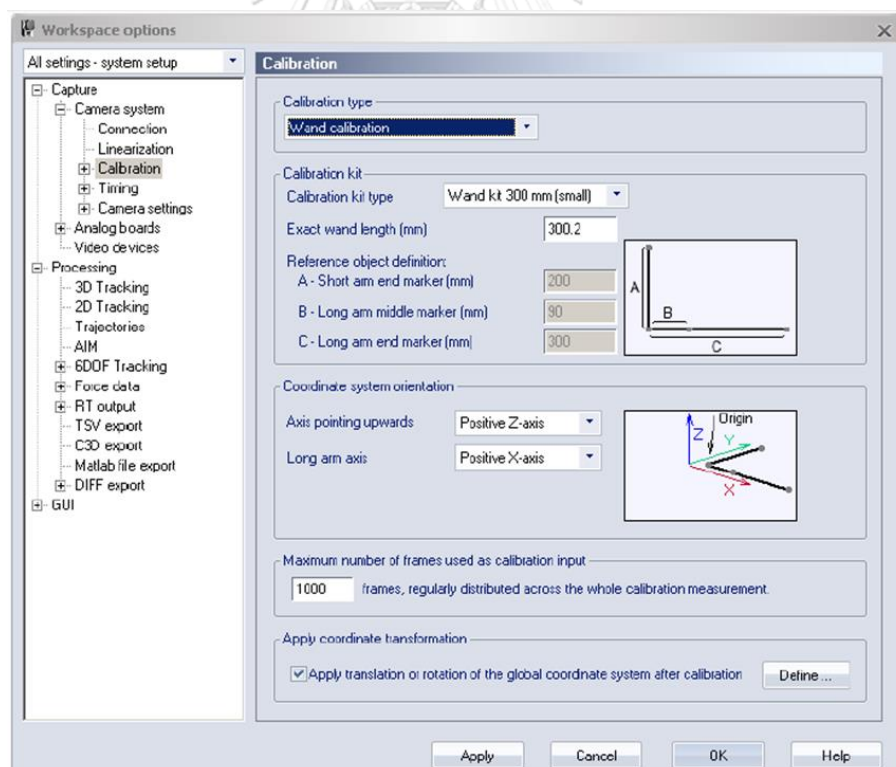 Workspace options
All settings - system setup
Capture
Camera system
Connection
Linearization
Calibration
Timing
Camera settings
Analog boards
Video devices
Processing
3D Tracking
2D Tracking
Trajectories
AIM
6DOF Tracking
Force data
RT output
TSV export
C3D export
Matlab file export
DIFF export
GUI
Calibration
Calibration type
Wand calibration
Calibration kit
Calibration kit type Wand kit 300 mm (small)
Exact wand length (mm) 300.2
Reference object definition:
A - Short arm end marker (mm) 200
B - Long arm middle marker (mm) 90
C - Long arm end marker (mm) 300
A
B
C
Coordinate system orientation
Axis pointing upwards Positive Z-axis
Long arm axis Positive X-axis
Origin
Z
Y
X
Maximum number of frames used as calibration input
1000 frames, regularly distributed across the whole calibration measurement.
Apply coordinate transformation
Apply translation or rotation of the global coordinate system after calibration Define ...
Apply Cancel OK Help